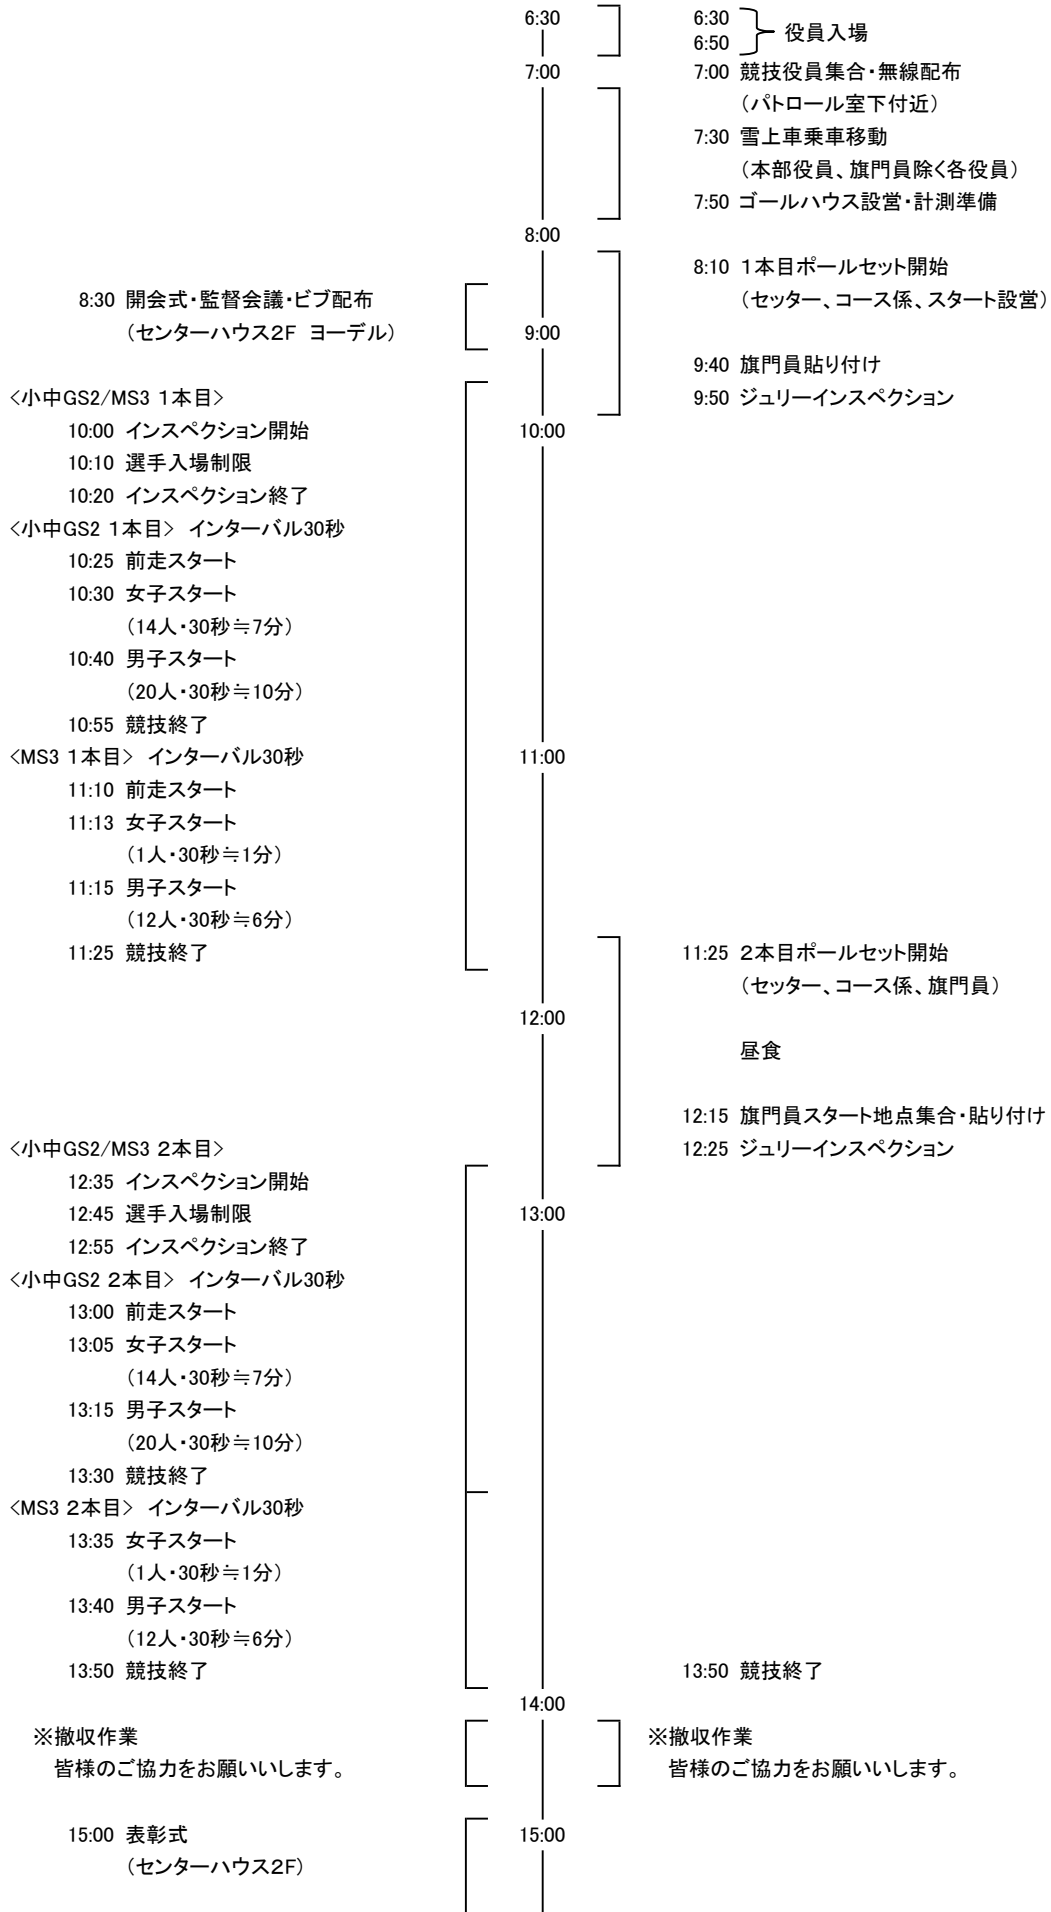 6:30
6:30
6:50
役員入場
7:00
7:00 競技役員集合・無線配布
（パトロール室下付近）
7:30 雪上車乗車移動
（本部役員、旗門員除く各役員）
7:50 ゴールハウス設営・計測準備
8:00
8:10 １本目ポールセット開始
8:30 開会式・監督会議・ビブ配布
（セッター、コース係、スタート設営）
（センターハウス２Ｆ　ヨーデル）
9:00
9:40 旗門員貼り付け
<小中GS2/MS3 １本目>
9:50 ジュリーインスペクション
10:00 インスペクション開始
10:00
10:10 選手入場制限
10:20 インスペクション終了
<小中GS2 １本目>　インターバル30秒
10:25 前走スタート
10:30 女子スタート
（14人・30秒≒7分）
10:40 男子スタート
（20人・30秒≒10分）
10:55 競技終了
<MS3 １本目>　インターバル30秒
11:00
11:10 前走スタート
11:13 女子スタート
（1人・30秒≒1分）
11:15 男子スタート
（12人・30秒≒6分）
11:25 競技終了
11:25 ２本目ポールセット開始
（セッター、コース係、旗門員）
12:00
昼食
12:15 旗門員スタート地点集合・貼り付け
<小中GS2/MS3 ２本目>
12:25 ジュリーインスペクション
12:35 インスペクション開始
12:45 選手入場制限
13:00
12:55 インスペクション終了
<小中GS2 ２本目>　インターバル30秒
13:00 前走スタート
13:05 女子スタート
（14人・30秒≒7分）
13:15 男子スタート
（20人・30秒≒10分）
13:30 競技終了
<MS3 ２本目>　インターバル30秒
13:35 女子スタート
（1人・30秒≒1分）
13:40 男子スタート
（12人・30秒≒6分）
13:50 競技終了
13:50 競技終了
14:00
※撤収作業
※撤収作業
皆様のご協力をお願いいします。
皆様のご協力をお願いいします。
15:00 表彰式
15:00
（センターハウス２Ｆ）